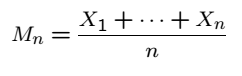 $M_n = \frac{X_1 + \cdots + X_n}{n}$